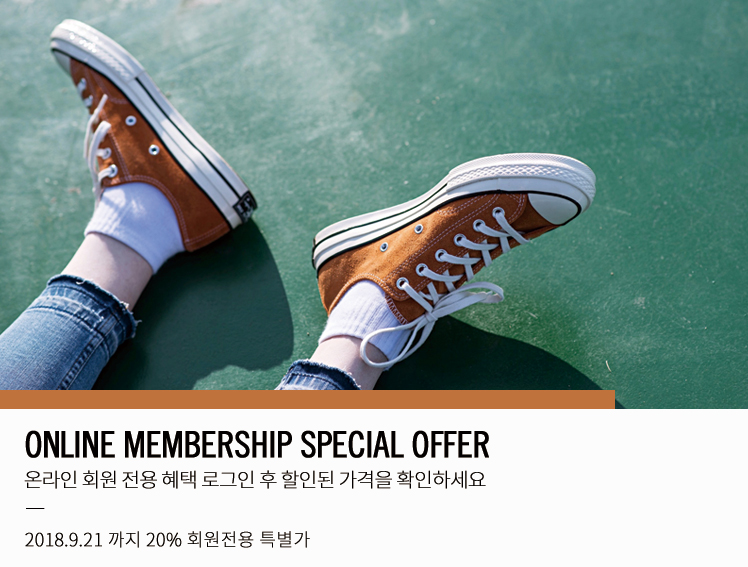 ONLINE MEMBERSHIP SPECIAL OFFER
온라인 회원 전용 혜택 로그인 후 할인된 가격을 확인하세요
2018.9.21 까지 20% 회원전용 특별가